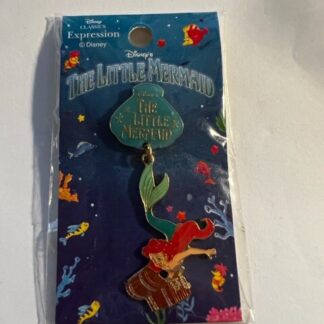 Disney
CLASSICS
Expression
© Disney
Disney's
THE LITTLE MERMAID
Disney's
THE
LITTLE
MERMAID